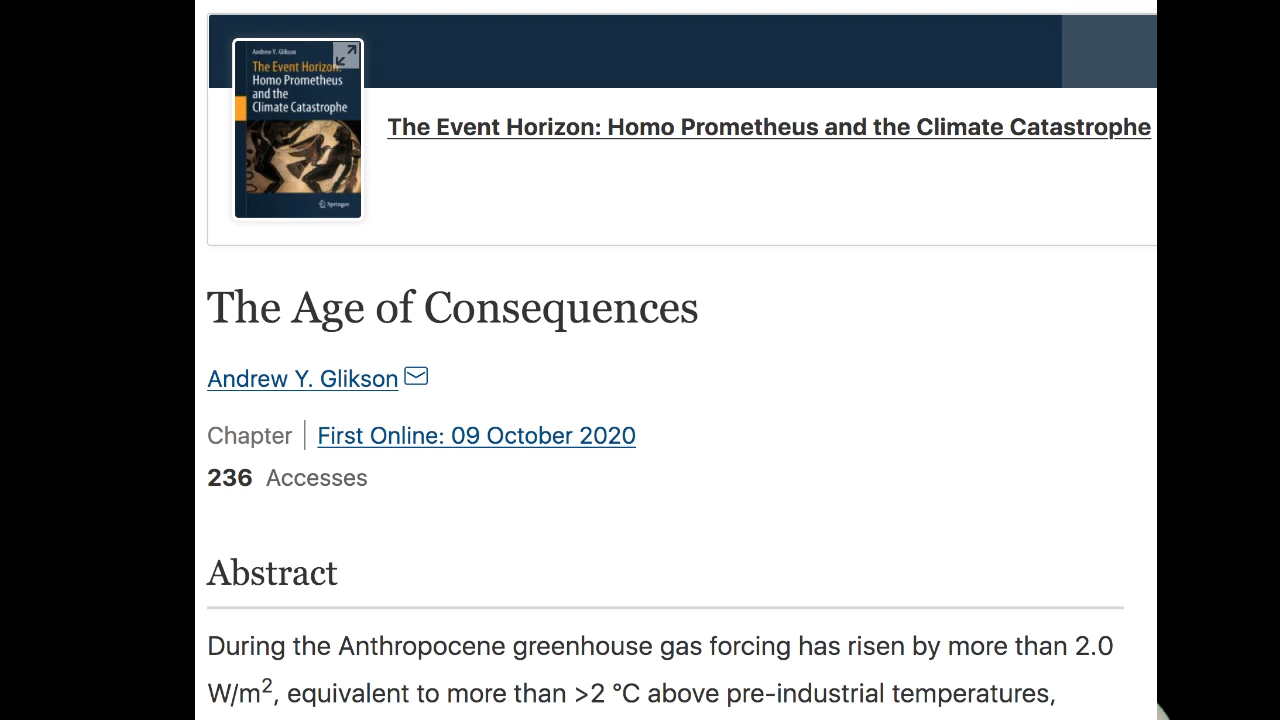 Andrew Y. Glikson
The Event Horizon:
Homo Prometheus
and the
Climate Catastrophe
Springer
The Event Horizon: Homo Prometheus and the Climate Catastrophe
The Age of Consequences
Andrew Y. Glikson
Chapter | First Online: 09 October 2020
236 Accesses
Abstract
During the Anthropocene greenhouse gas forcing has risen by more than 2.0
W/m², equivalent to more than >2 °C above pre-industrial temperatures,